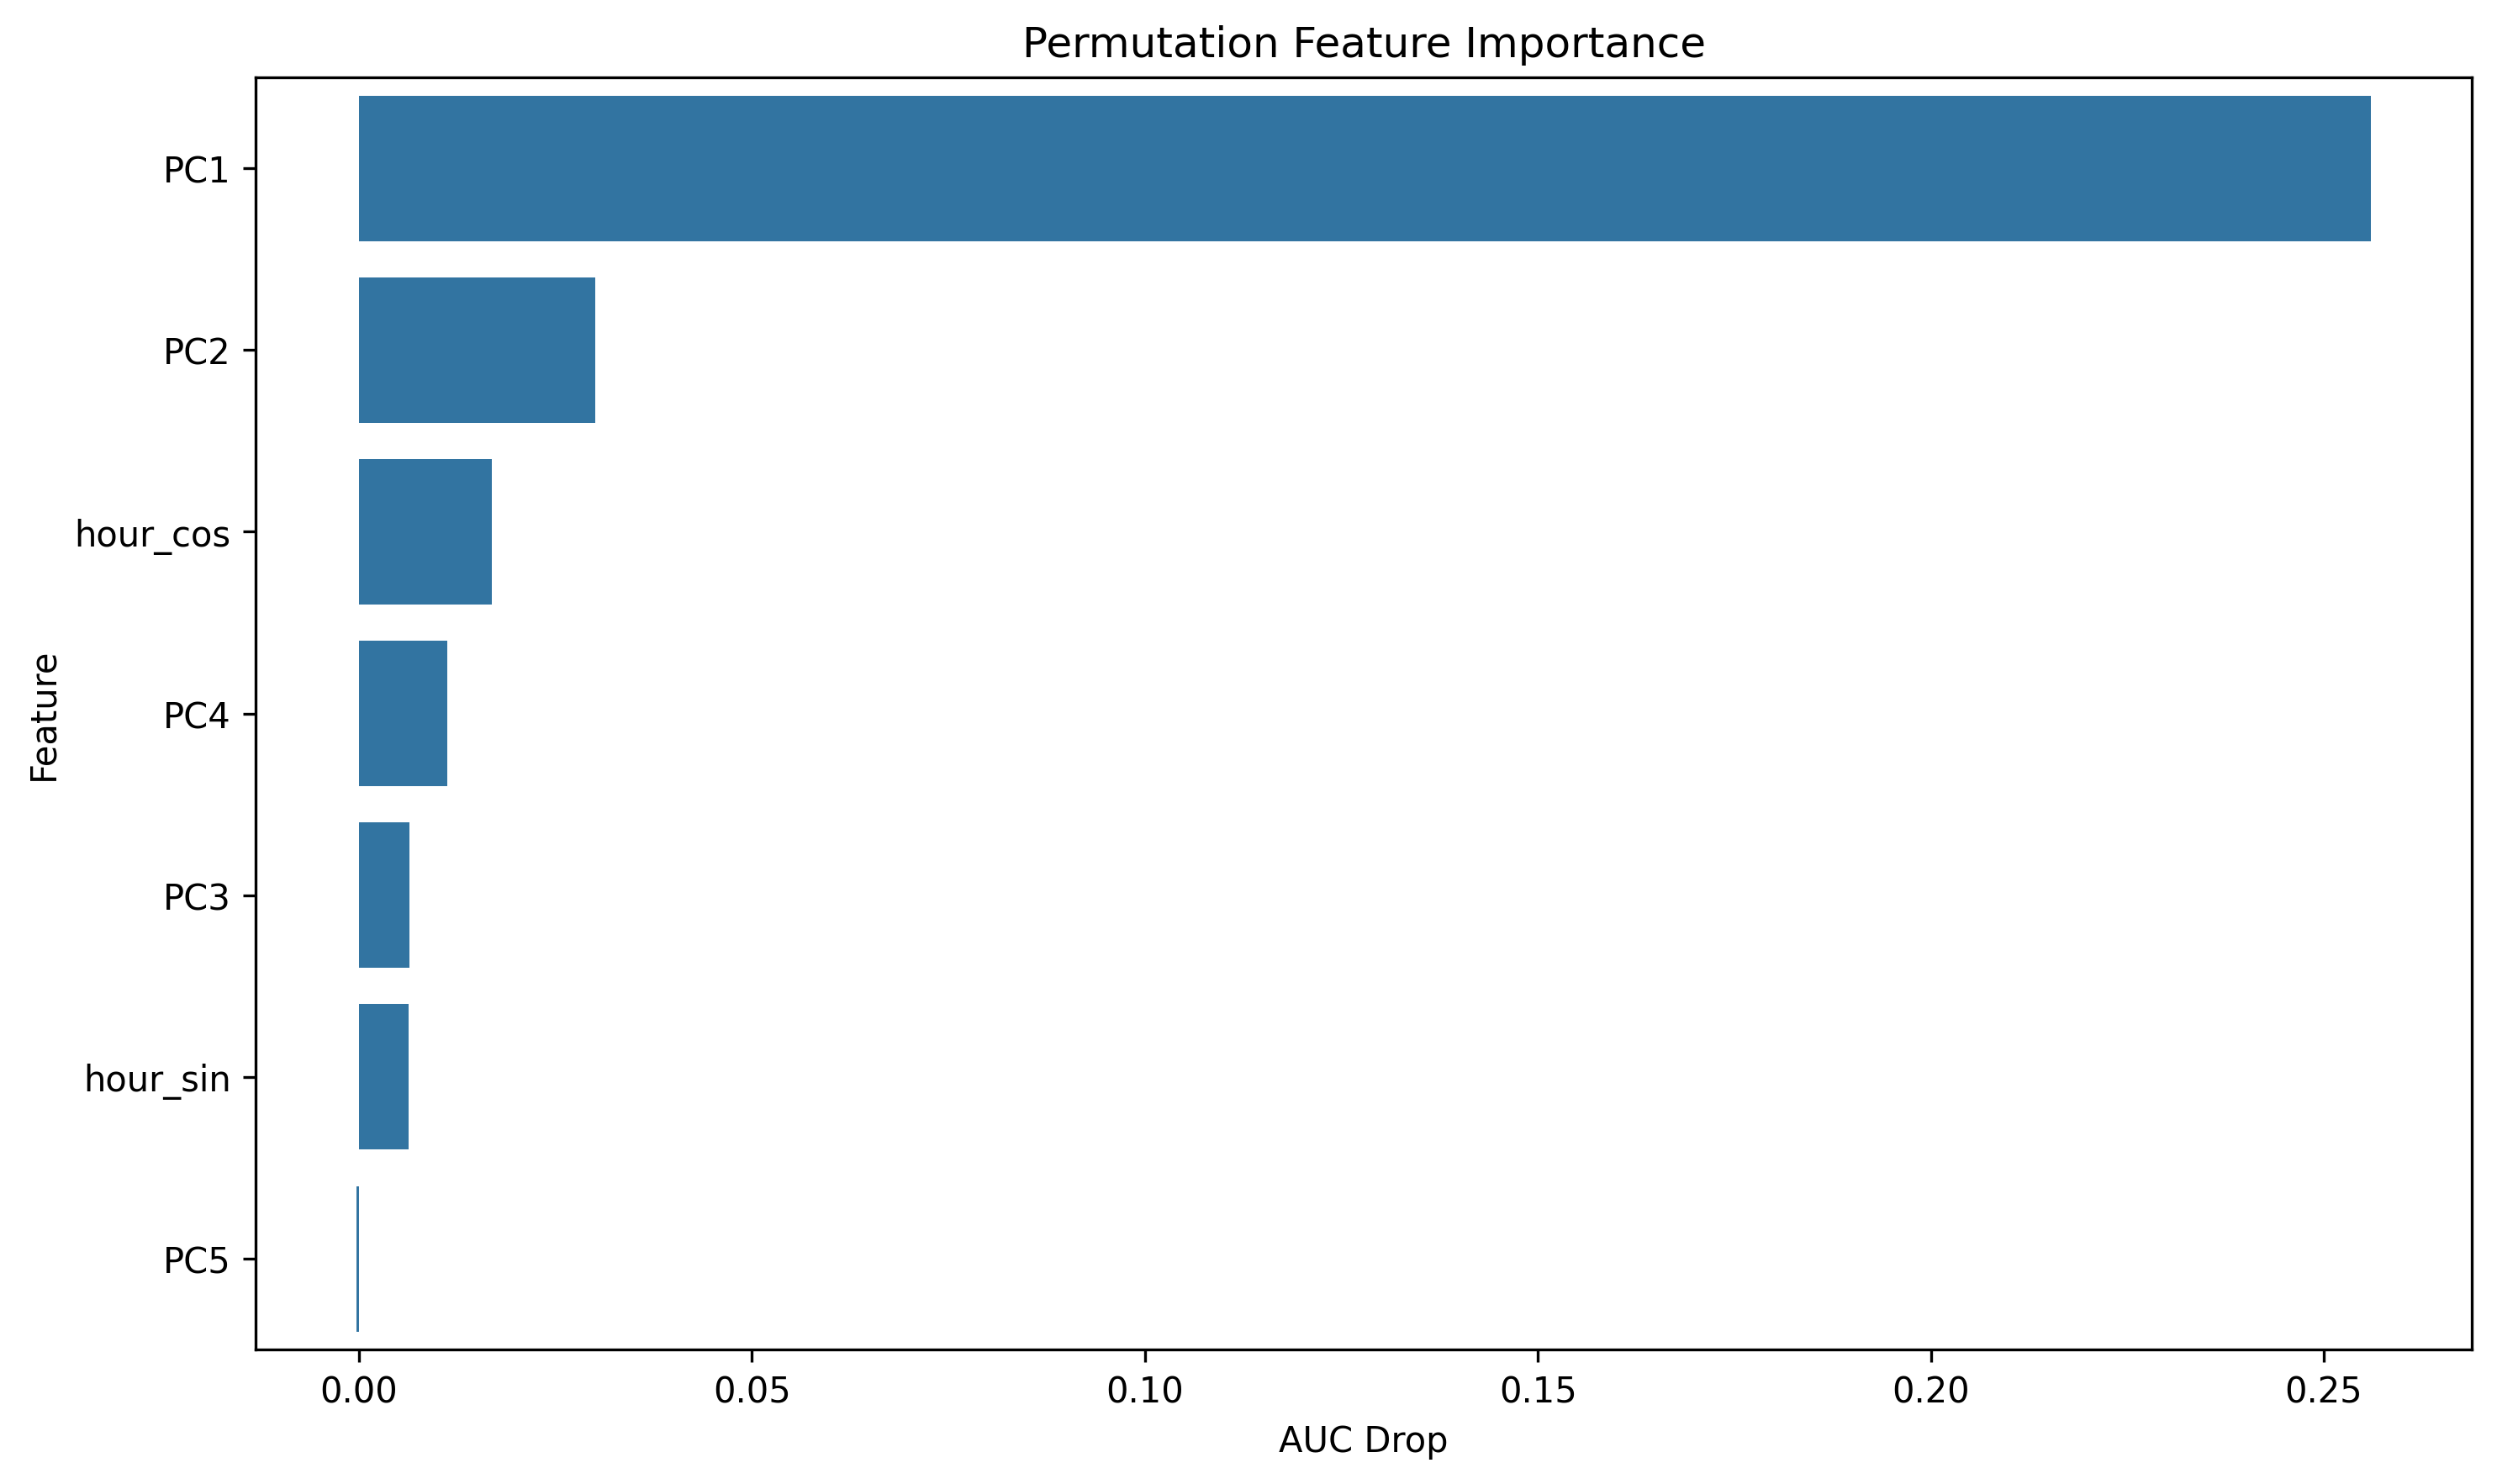 Permutation Feature Importance
PC1
PC2
hour_cos
PC4
PC3
hour_sin
PC5
Feature
0.00 0.05 0.10 0.15 0.20 0.25
AUC Drop